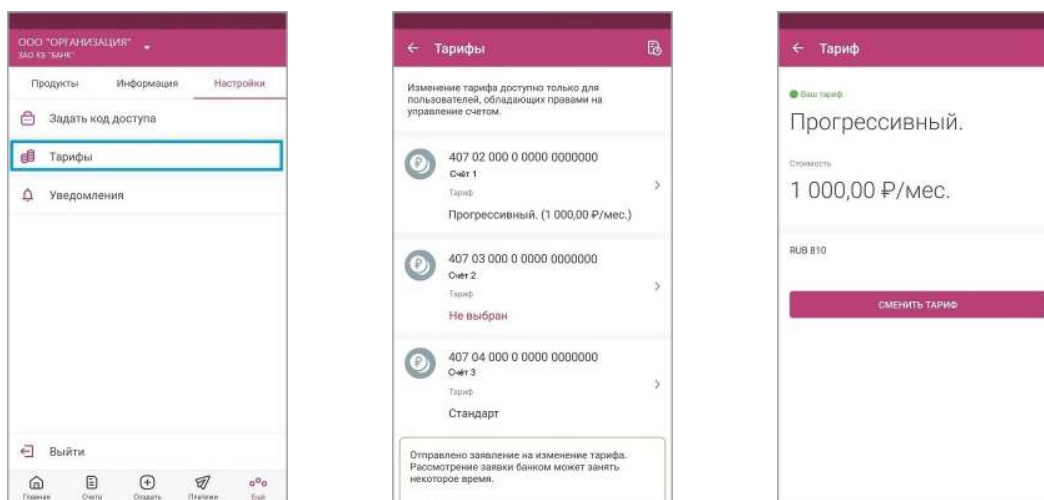 ООО "ОРГАНИЗАЦИЯ"
ЗАО КБ "БАНК"
Продукты Информация Настройки
Задать код доступа
Тарифы
Уведомления
Выйти
Главная Счета Создать Платежи Ещё
Тарифы
Изменение тарифа доступно только для
пользователей, обладающих правами на
управление счетом.
407 02 000 0 0000 0000000
Счёт 1
Тариф
Прогрессивный. (1 000,00 ₽/мес.)
407 03 000 0 0000 0000000
Счёт 2
Тариф
Не выбран
407 04 000 0 0000 0000000
Счёт 3
Тариф
Стандарт
Отправлено заявление на изменение тарифа.
Рассмотрение заявки банком может занять
некоторое время.
Тариф
Ваш тариф
Прогрессивный.
Стоимость
1 000,00 ₽/мес.
RUB 810
СМЕНИТЬ ТАРИФ